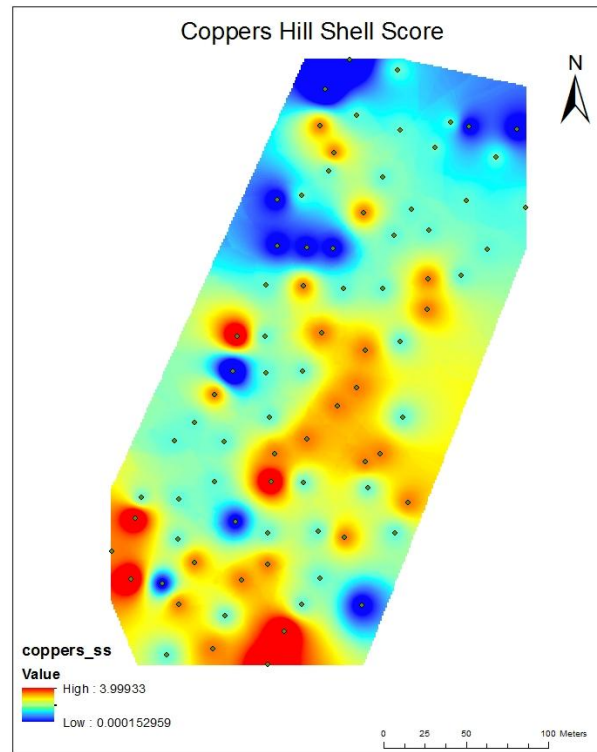 Coppers Hill Shell Score
N
coppers_ss
Value
High : 3.99933
Low : 0.000152959
0 25 50 100 Meters